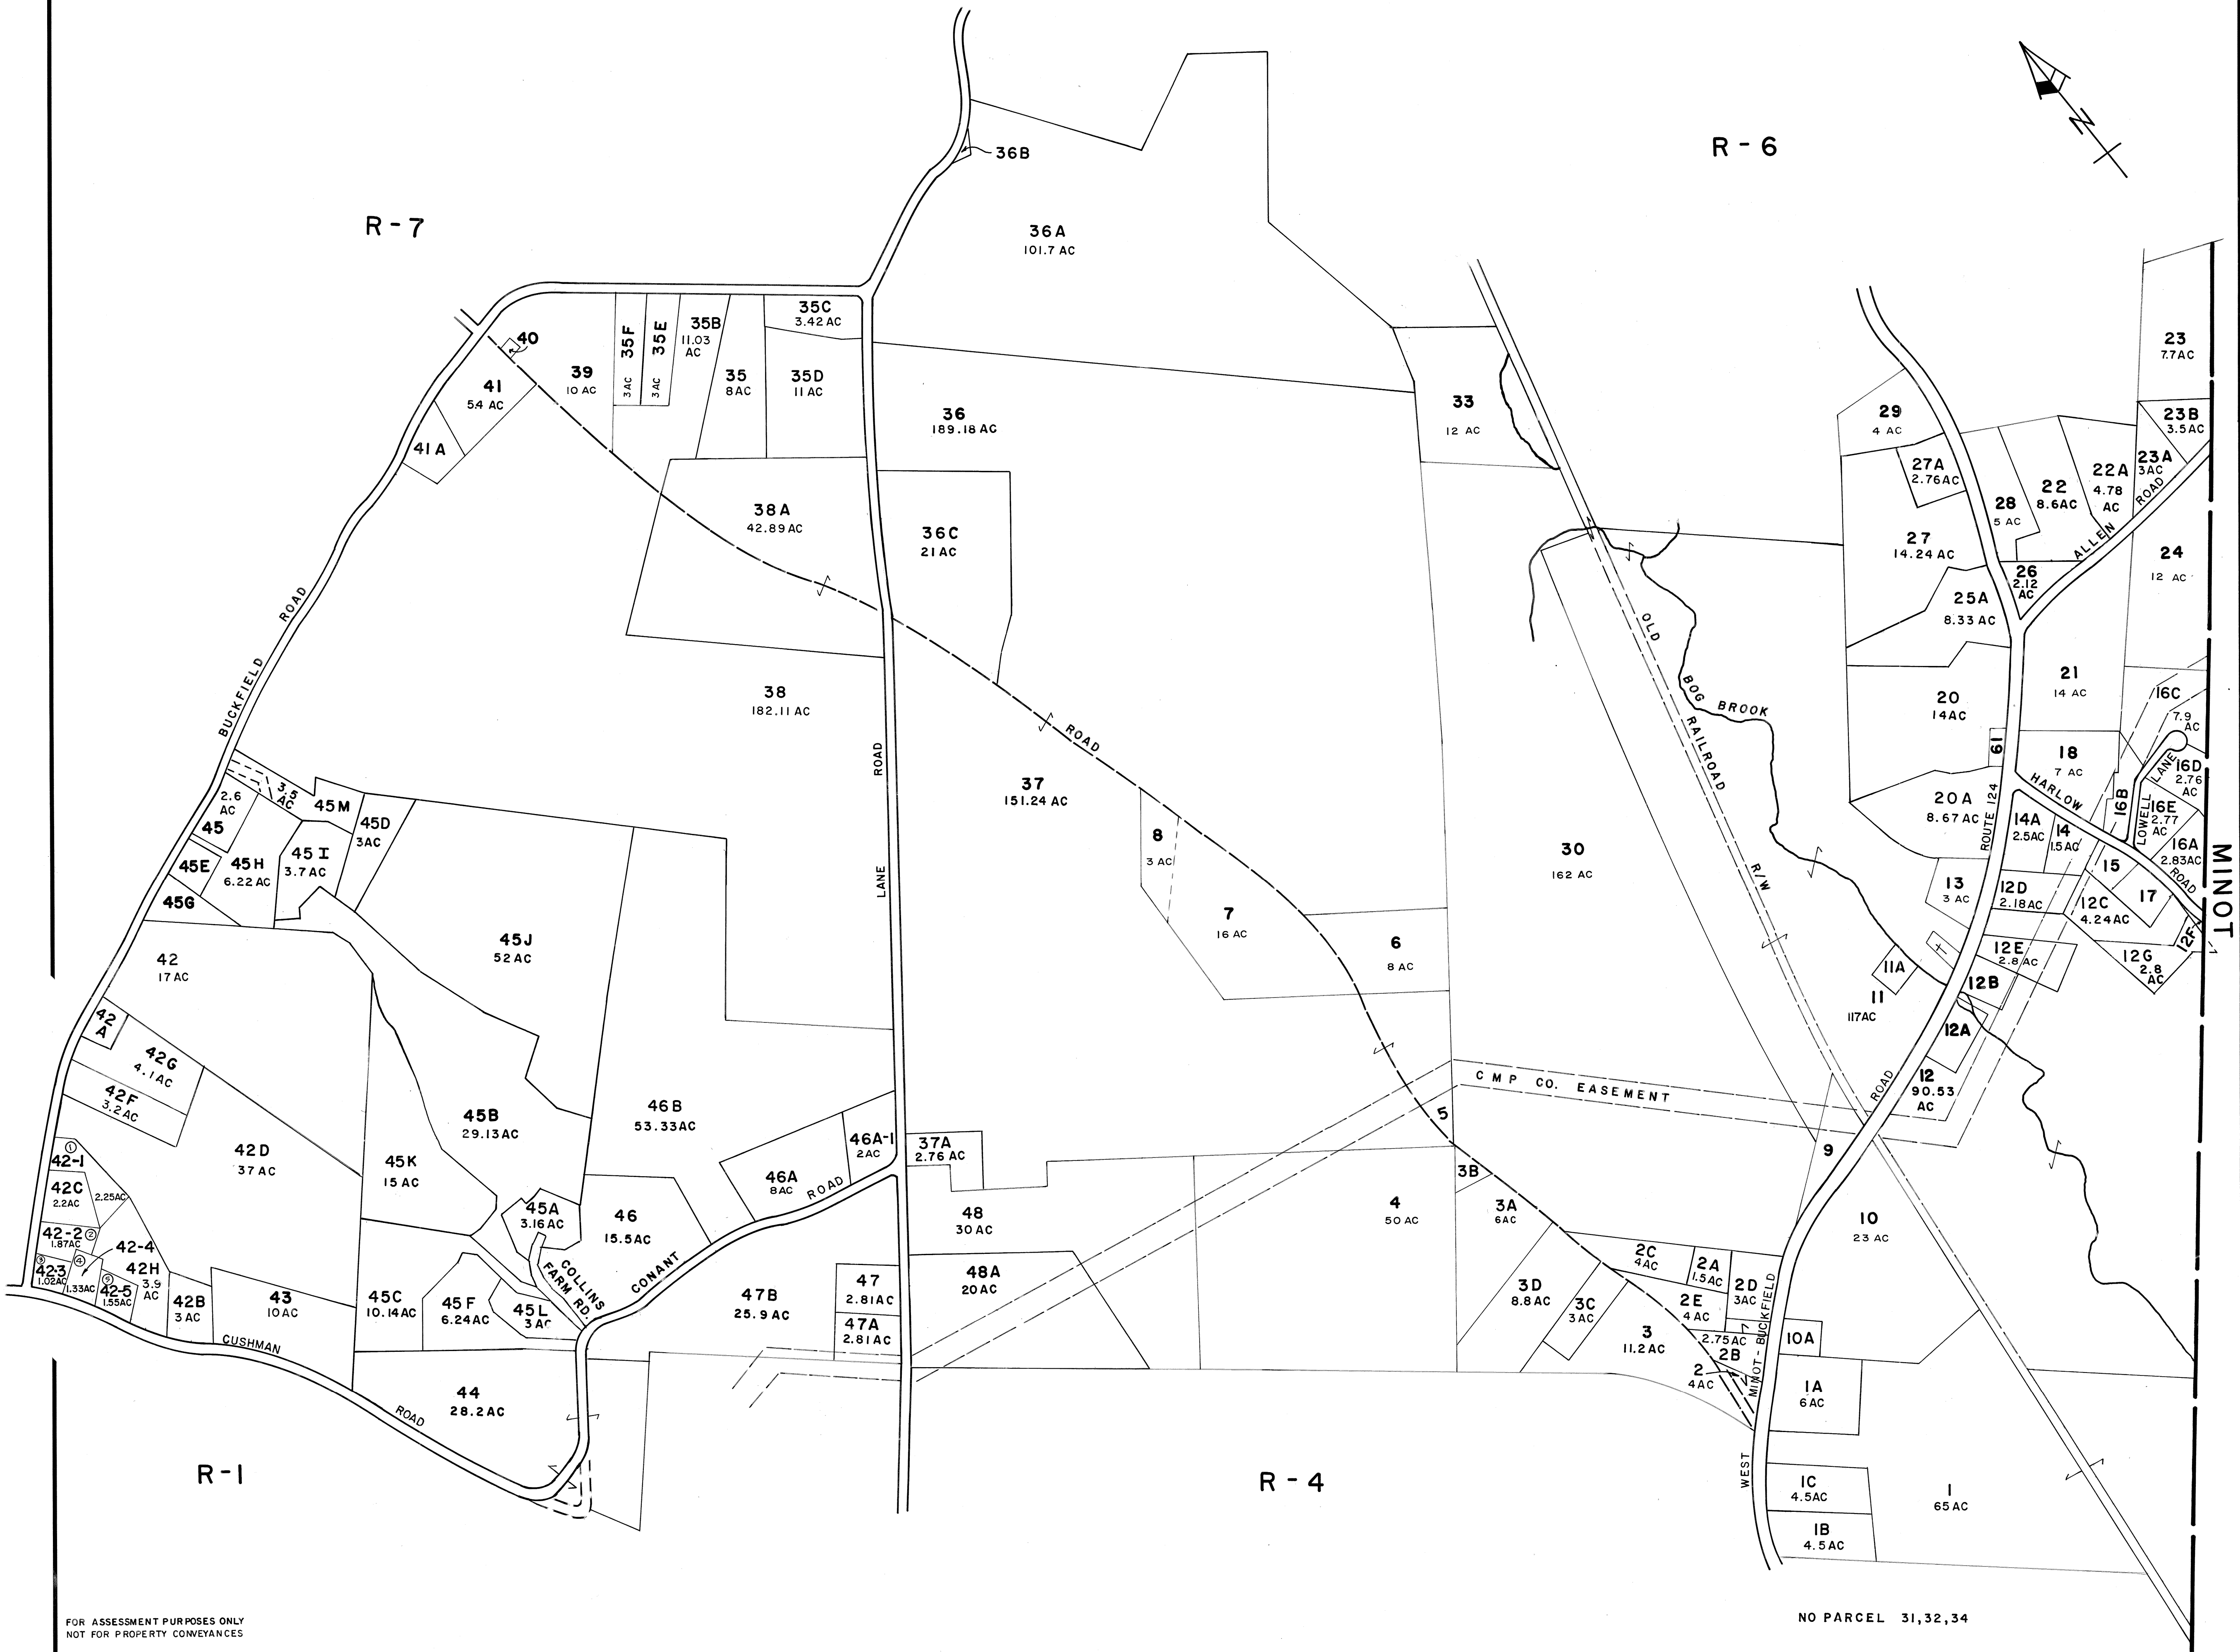 R - 7
R - 6
N
36B
36A
101.7 AC
40
39
10 AC
35F
3 AC
35E
3 AC
35B
11.03
AC
35
8 AC
35C
3.42 AC
35D
11 AC
41
5.4 AC
41A
36
189.18 AC
33
12 AC
38A
42.89 AC
36C
21 AC
38
182.11 AC
BUCKFIELD ROAD
LANE ROAD
ROAD
37
151.24 AC
8
3 AC
7
16 AC
6
8 AC
5
30
162 AC
OLD RAILROAD R/W
BOG BROOK
29
4 AC
27A
2.76 AC
27
14.24 AC
28
5 AC
22
8.6 AC
22A
4.78
AC
23
7.7 AC
23B
3.5 AC
23A
3 AC
ALLEN ROAD
24
12 AC
26
2.12
AC
25A
8.33 AC
21
14 AC
20
14 AC
19
18
7 AC
16C
7.9
AC
16D
2.76
AC
16B
LOWELL LANE
16E
2.77
AC
16A
2.83 AC
HARLOW ROAD
20A
8.67 AC
ROUTE 124
14A
2.5 AC
14
1.5 AC
15
17
13
3 AC
12D
2.18 AC
12C
4.24 AC
12F
12E
2.8 AC
12G
2.8
AC
12B
11A
11
117 AC
12A
12
90.53
AC
MINOT
45M
3.5
AC
2.6
AC
45
45D
3 AC
45E
45H
6.22 AC
45I
3.7 AC
45G
42
17 AC
45J
52 AC
42
A
42G
4.1 AC
42F
3.2 AC
42D
37 AC
45K
15 AC
45B
29.13 AC
46B
53.33 AC
46A-1
2 AC
46A
8 AC
37A
2.76 AC
CMP CO. EASEMENT
1
42-1
42C
2.2 AC
2.25 AC
42-2
2
1.87 AC
3
42-3
1.02 AC
42-4
4
1.33 AC
5
42-5
1.55 AC
42H
3.9
AC
42B
3 AC
43
10 AC
45C
10.14 AC
45F
6.24 AC
45L
3 AC
45A
3.16 AC
46
15.5 AC
COLLINS
FARM RD.
CONANT ROAD
CUSHMAN ROAD
44
28.2 AC
47B
25.9 AC
47
2.81 AC
47A
2.81 AC
48
30 AC
48A
20 AC
4
50 AC
3B
3A
6 AC
3D
8.8 AC
3C
3 AC
3
11.2 AC
2C
4 AC
2A
1.5 AC
2D
3 AC
2E
4 AC
2.75 AC
2B
2
4 AC
9
10
23 AC
10A
WEST MINOT - BUCKFIELD ROAD
1A
6 AC
1C
4.5 AC
1B
4.5 AC
1
65 AC
R - 1
R - 4
FOR ASSESSMENT PURPOSES ONLY
NOT FOR PROPERTY CONVEYANCES
NO PARCEL 31,32,34